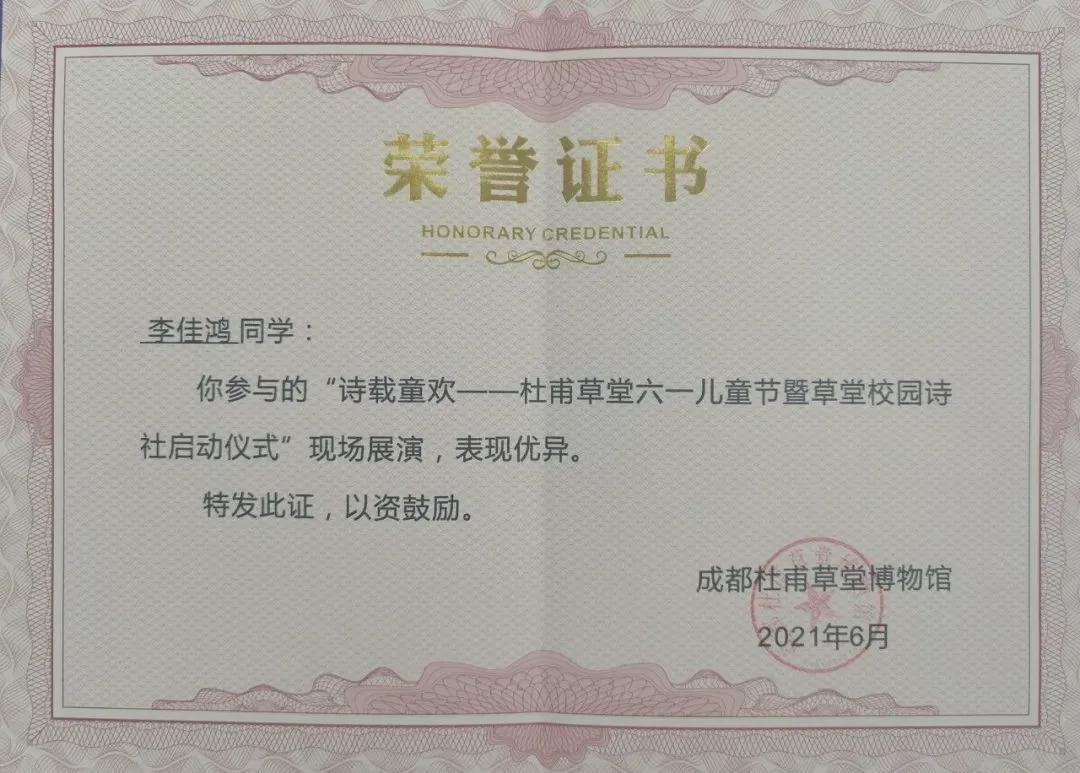 荣誉证书
HONORARY CREDENTIAL
李佳鸿同学：
你参与的“诗载童欢——杜甫草堂六一儿童节暨草堂校园诗
社启动仪式”现场展演，表现优异。
特发此证，以资鼓励。
成都杜甫草堂博物馆
2021年6月